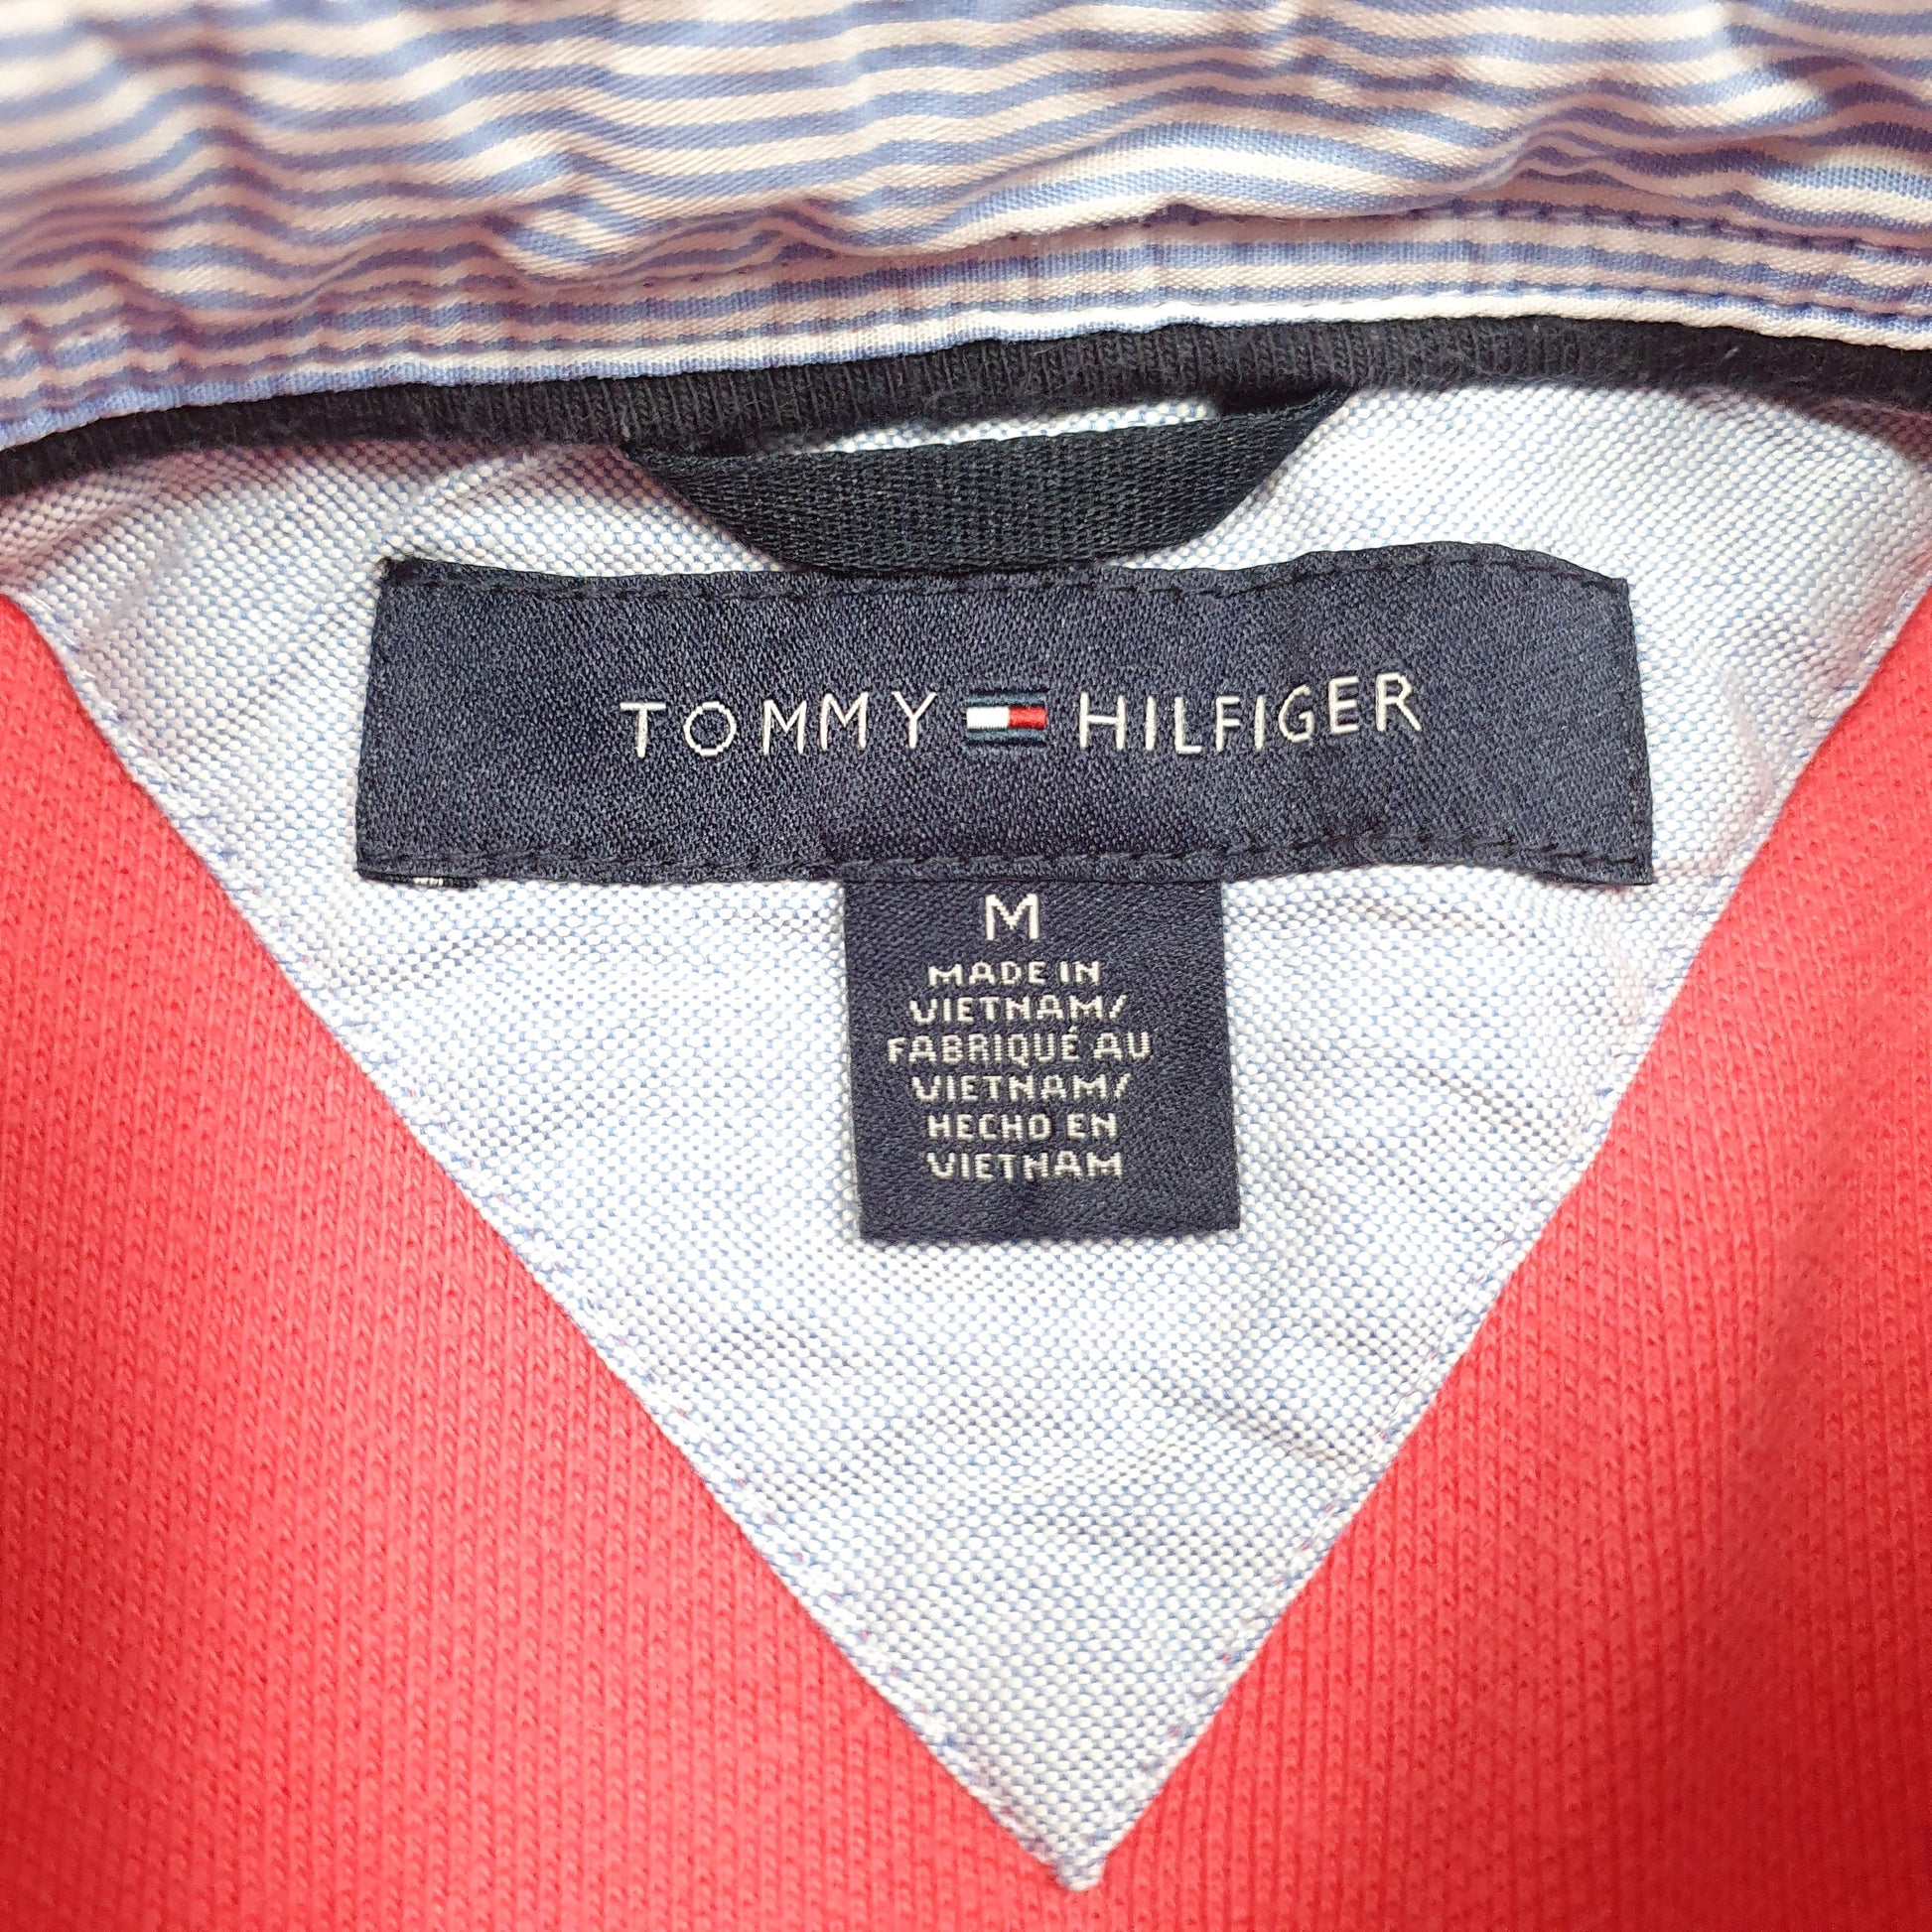 TOMMY HILFIGER
M
MADE IN
VIETNAM/
FABRIQUÉ AU
VIETNAM/
HECHO EN
VIETNAM